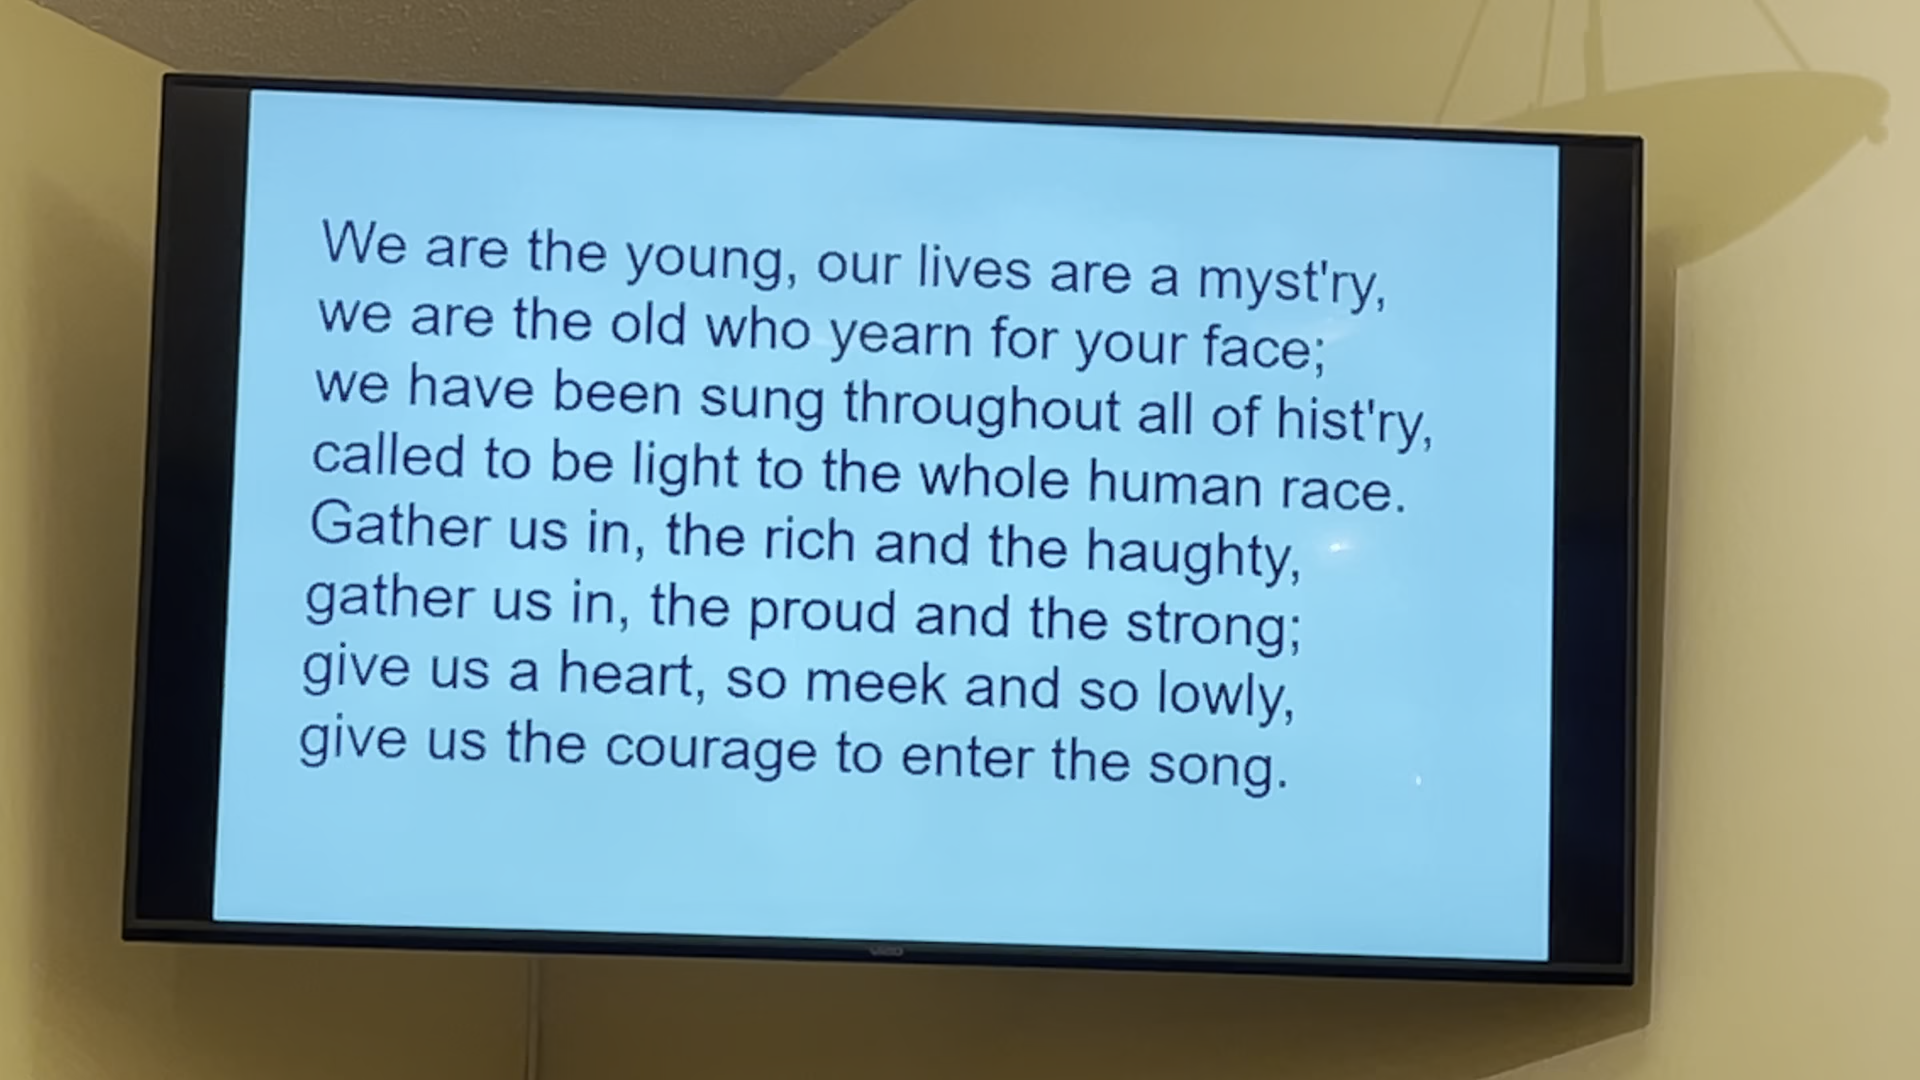 We are the young, our lives are a myst'ry,
we are the old who yearn for your face;
we have been sung throughout all of hist'ry,
called to be light to the whole human race.
Gather us in, the rich and the haughty,
gather us in, the proud and the strong;
give us a heart, so meek and so lowly,
give us the courage to enter the song.
VIZIO